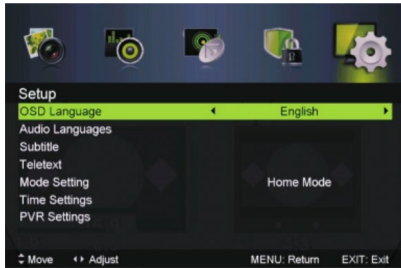 Setup
OSD Language English
Audio Languages
Subtitle
Teletext
Mode Setting Home Mode
Time Settings
PVR Settings
Move Adjust MENU: Return EXIT: Exit